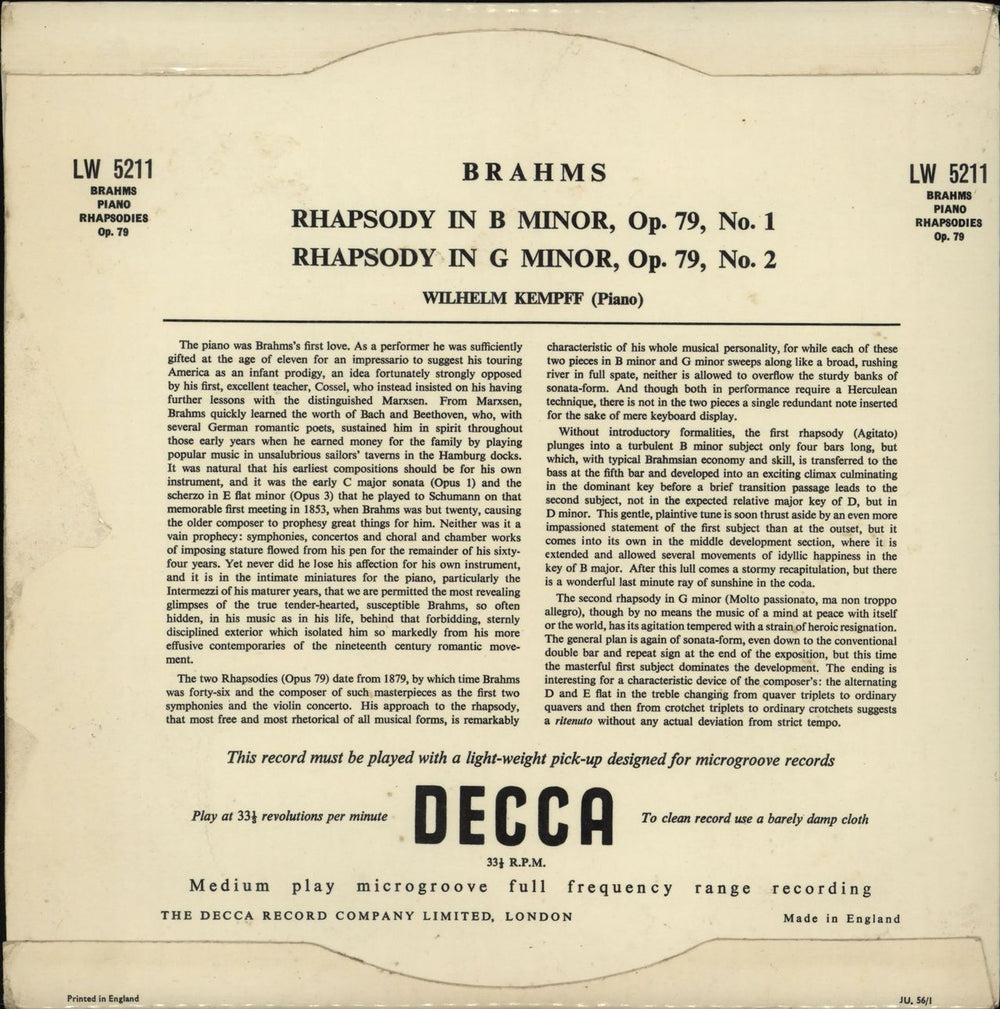 LW 5211
BRAHMS
PIANO
RHAPSODIES
Op. 79
BRAHMS
RHAPSODY IN B MINOR, Op. 79, No. 1
RHAPSODY IN G MINOR, Op. 79, No. 2
WILHELM KEMPFF (Piano)
LW 5211
BRAHMS
PIANO
RHAPSODIES
Op. 79
The piano was Brahms's first love. As a performer he was sufficiently
gifted at the age of eleven for an impressario to suggest his touring
America as an infant prodigy, an idea fortunately strongly opposed
by his first, excellent teacher, Cossel, who instead insisted on his having
further lessons with the distinguished Marxsen. From Marxsen,
Brahms quickly learned the worth of Bach and Beethoven, who, with
several German romantic poets, sustained him in spirit throughout
those early years when he earned money for the family by playing
popular music in unsalubrious sailors' taverns in the Hamburg docks.
It was natural that his earliest compositions should be for his own
instrument, and it was the early C major sonata (Opus 1) and the
scherzo in E flat minor (Opus 3) that he played to Schumann on that
memorable first meeting in 1853, when Brahms was but twenty, causing
the older composer to prophesy great things for him. Neither was it a
vain prophecy: symphonies, concertos and choral and chamber works
of imposing stature flowed from his pen for the remainder of his sixty-
four years. Yet never did he lose his affection for his own instrument,
and it is in the intimate miniatures for the piano, particularly the
Intermezzi of his maturer years, that we are permitted the most revealing
glimpses of the true tender-hearted, susceptible Brahms, so often
hidden, in his music as in his life, behind that forbidding, sternly
disciplined exterior which isolated him so markedly from his more
effusive contemporaries of the nineteenth century romantic move-
ment.
The two Rhapsodies (Opus 79) date from 1879, by which time Brahms
was forty-six and the composer of such masterpieces as the first two
symphonies and the violin concerto. His approach to the rhapsody,
that most free and most rhetorical of all musical forms, is remarkably
characteristic of his whole musical personality, for while each of these
two pieces in B minor and G minor sweeps along like a broad, rushing
river in full spate, neither is allowed to overflow the sturdy banks of
sonata-form. And though both in performance require a Herculean
technique, there is not in the two pieces a single redundant note inserted
for the sake of mere keyboard display.
Without introductory formalities, the first rhapsody (Agitato)
plunges into a turbulent B minor subject only four bars long, but
which, with typical Brahmsian economy and skill, is transferred to the
bass at the fifth bar and developed into an exciting climax culminating
in the dominant key before a brief transition passage leads to the
second subject, not in the expected relative major key of D, but in
D minor. This gentle, plaintive tune is soon thrust aside by an even more
impassioned statement of the first subject than at the outset, but it
comes into its own in the middle development section, where it is
extended and allowed several movements of idyllic happiness in the
key of B major. After this lull comes a stormy recapitulation, but there
is a wonderful last minute ray of sunshine in the coda.
The second rhapsody in G minor (Molto passionato, ma non troppo
allegro), though by no means the music of a mind at peace with itself
or the world, has its agitation tempered with a strain of heroic resignation.
The general plan is again of sonata-form, even down to the conventional
double bar and repeat sign at the end of the exposition, but this time
the masterful first subject dominates the development. The ending is
interesting for a characteristic device of the composer's: the alternating
D and E flat in the treble changing from quaver triplets to ordinary
quavers and then from crotchet triplets to ordinary crotchets suggests
a ritenuto without any actual deviation from strict tempo.
This record must be played with a light-weight pick-up designed for microgroove records
Play at 33⅓ revolutions per minute
DECCA
To clean record use a barely damp cloth
33⅓ R.P.M.
Medium play microgroove full frequency range recording
THE DECCA RECORD COMPANY LIMITED, LONDON
Made in England
Printed in England
JU. 56/1